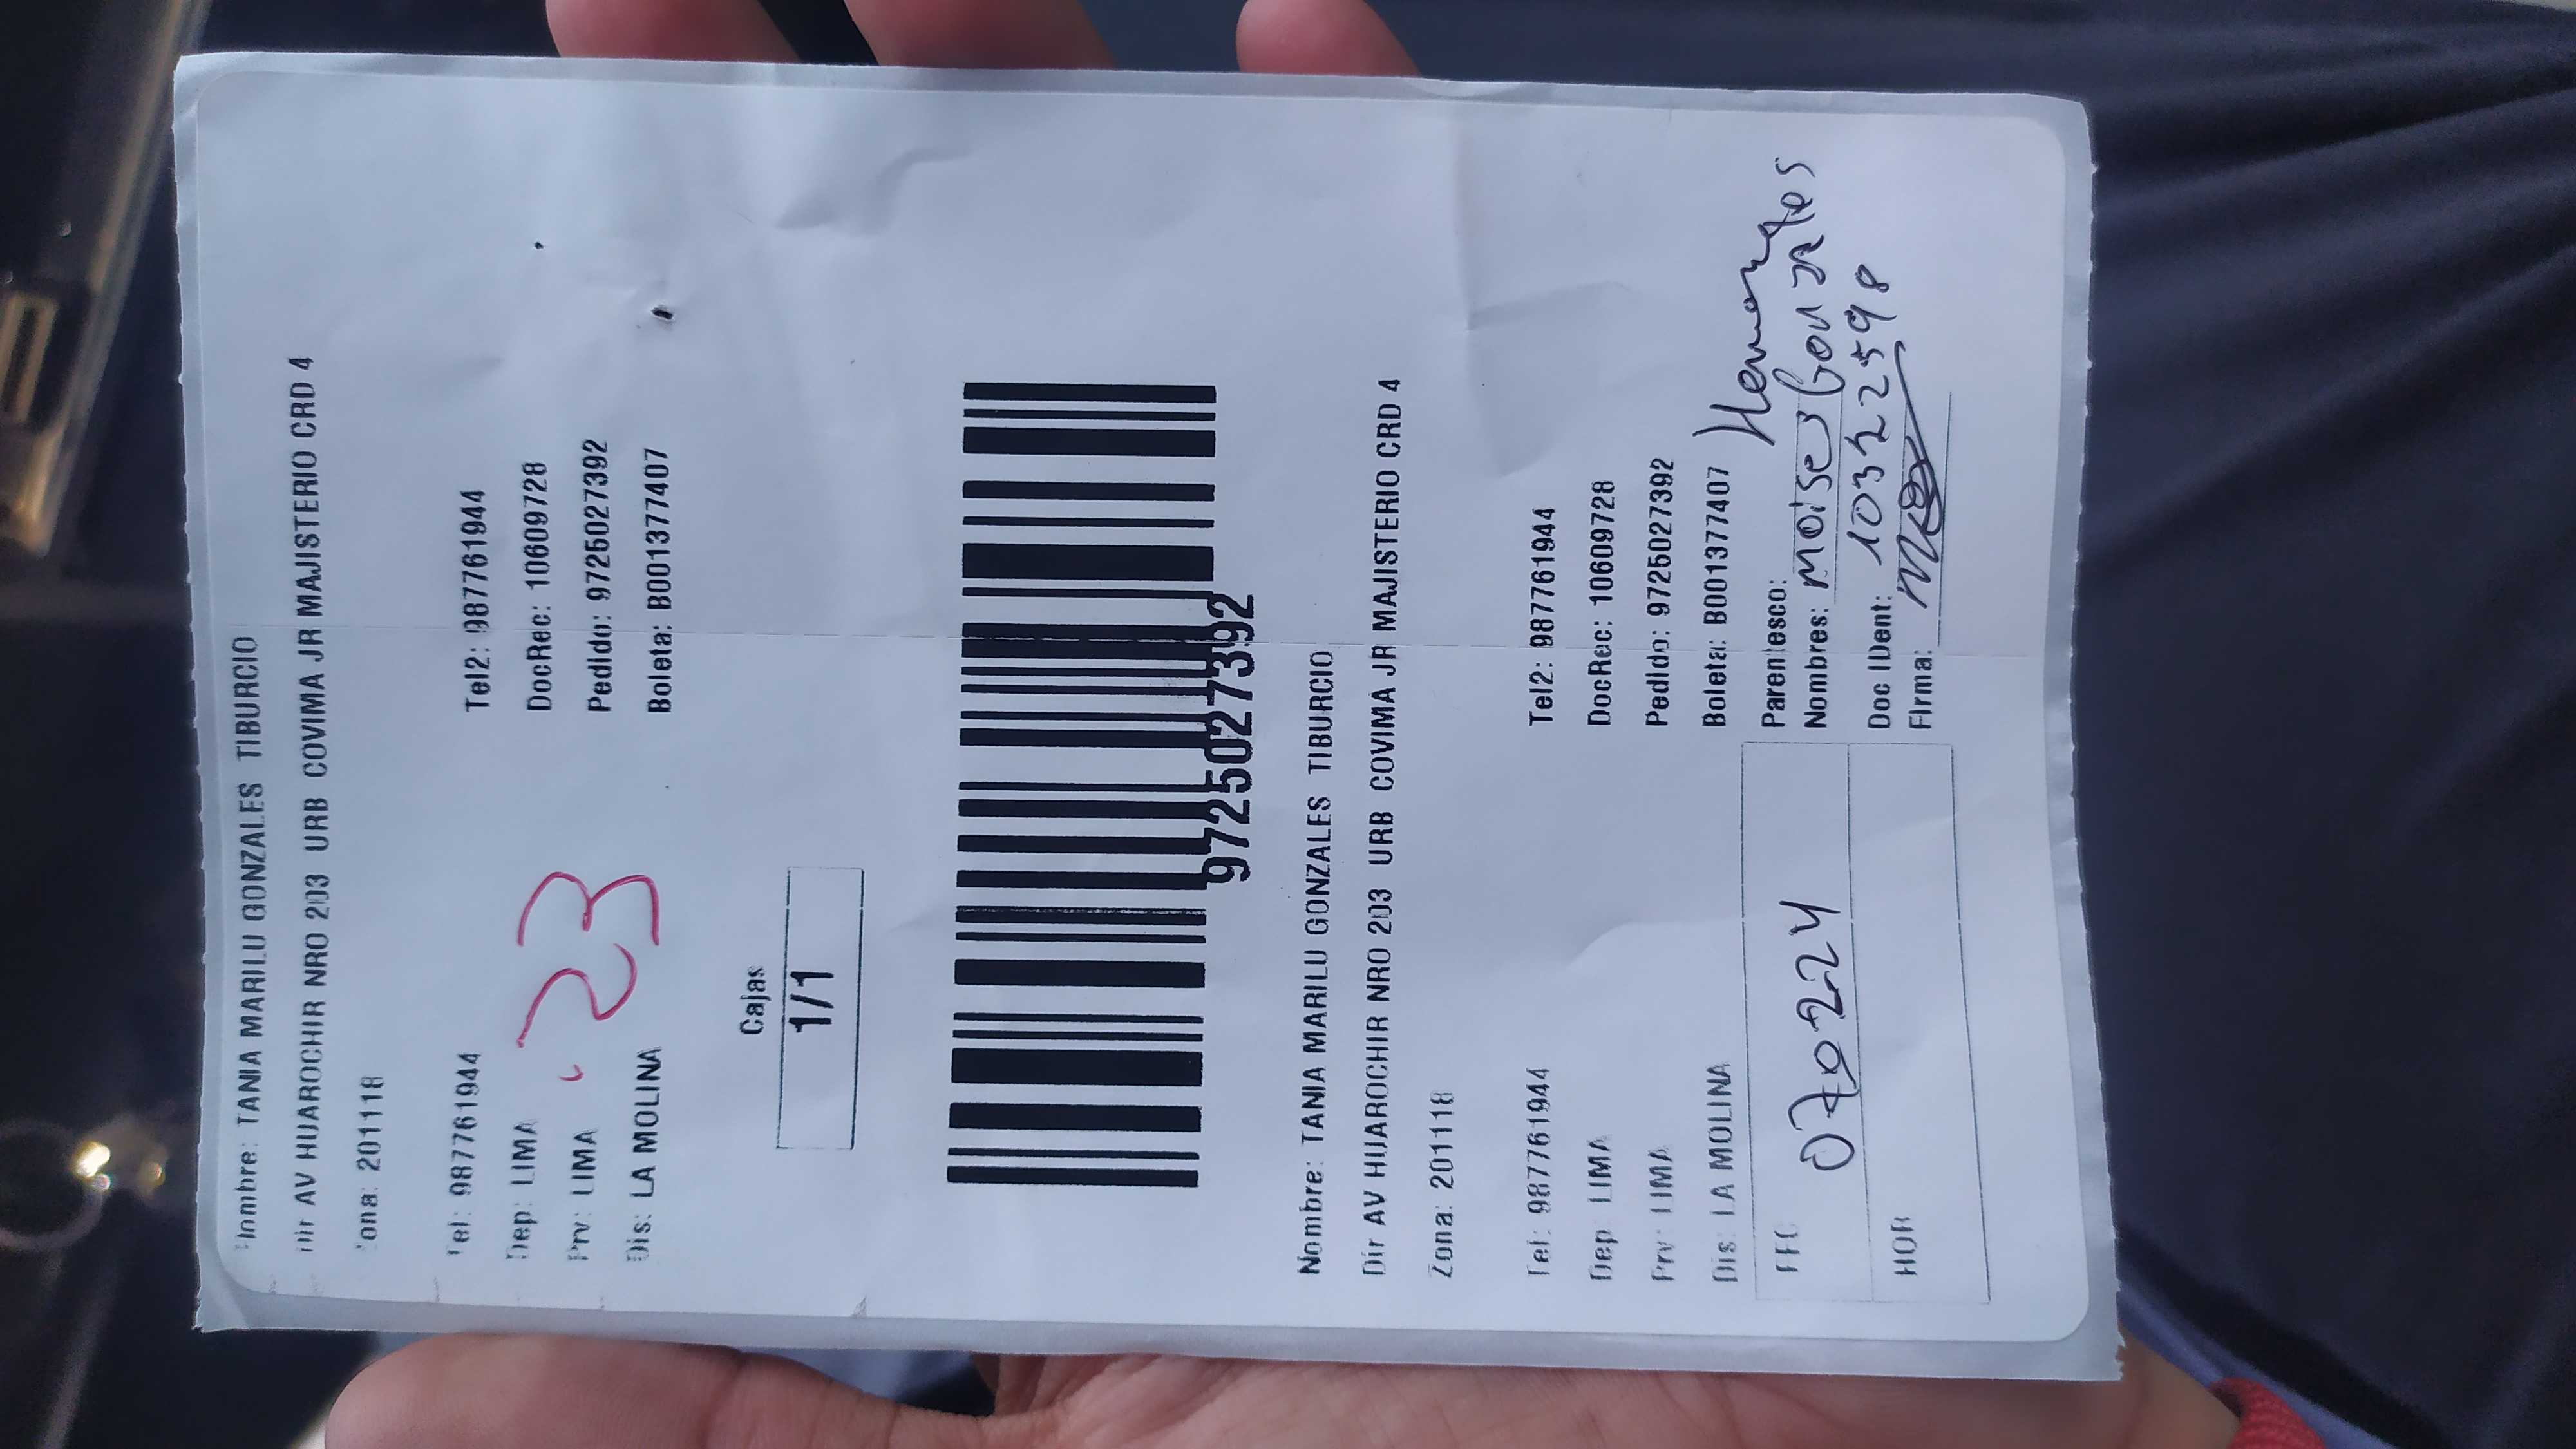 Nombre: TANIA MARILU GONZALES TIBURCIO
Dir AV HUAROCHIR NRO 203 URB COVIMA JR MAJISTERIO CRD 4
Zona: 201118
Tel: 987761944 Tel2: 987761944
Dep: LIMA DocRec: 10609728
Prv: LIMA Pedido: 9725027392
Dis: LA MOLINA Boleta: B001377407
23
Cajas
1/1
9725027392
Nombre: TANIA MARILU GONZALES TIBURCIO
Dir AV HUAROCHIR NRO 203 URB COVIMA JR MAJISTERIO CRD 4
Zona: 201118
Tel: 987761944 Tel2: 987761944
Dep: LIMA DocRec: 10609728
Prv: LIMA Pedido: 9725027392
Dis: LA MOLINA Boleta: B001377407
FEC 070224
HOR
Parentesco:
Nombres: Moises Gonzales
Doc IDent: 10322598
Firma: